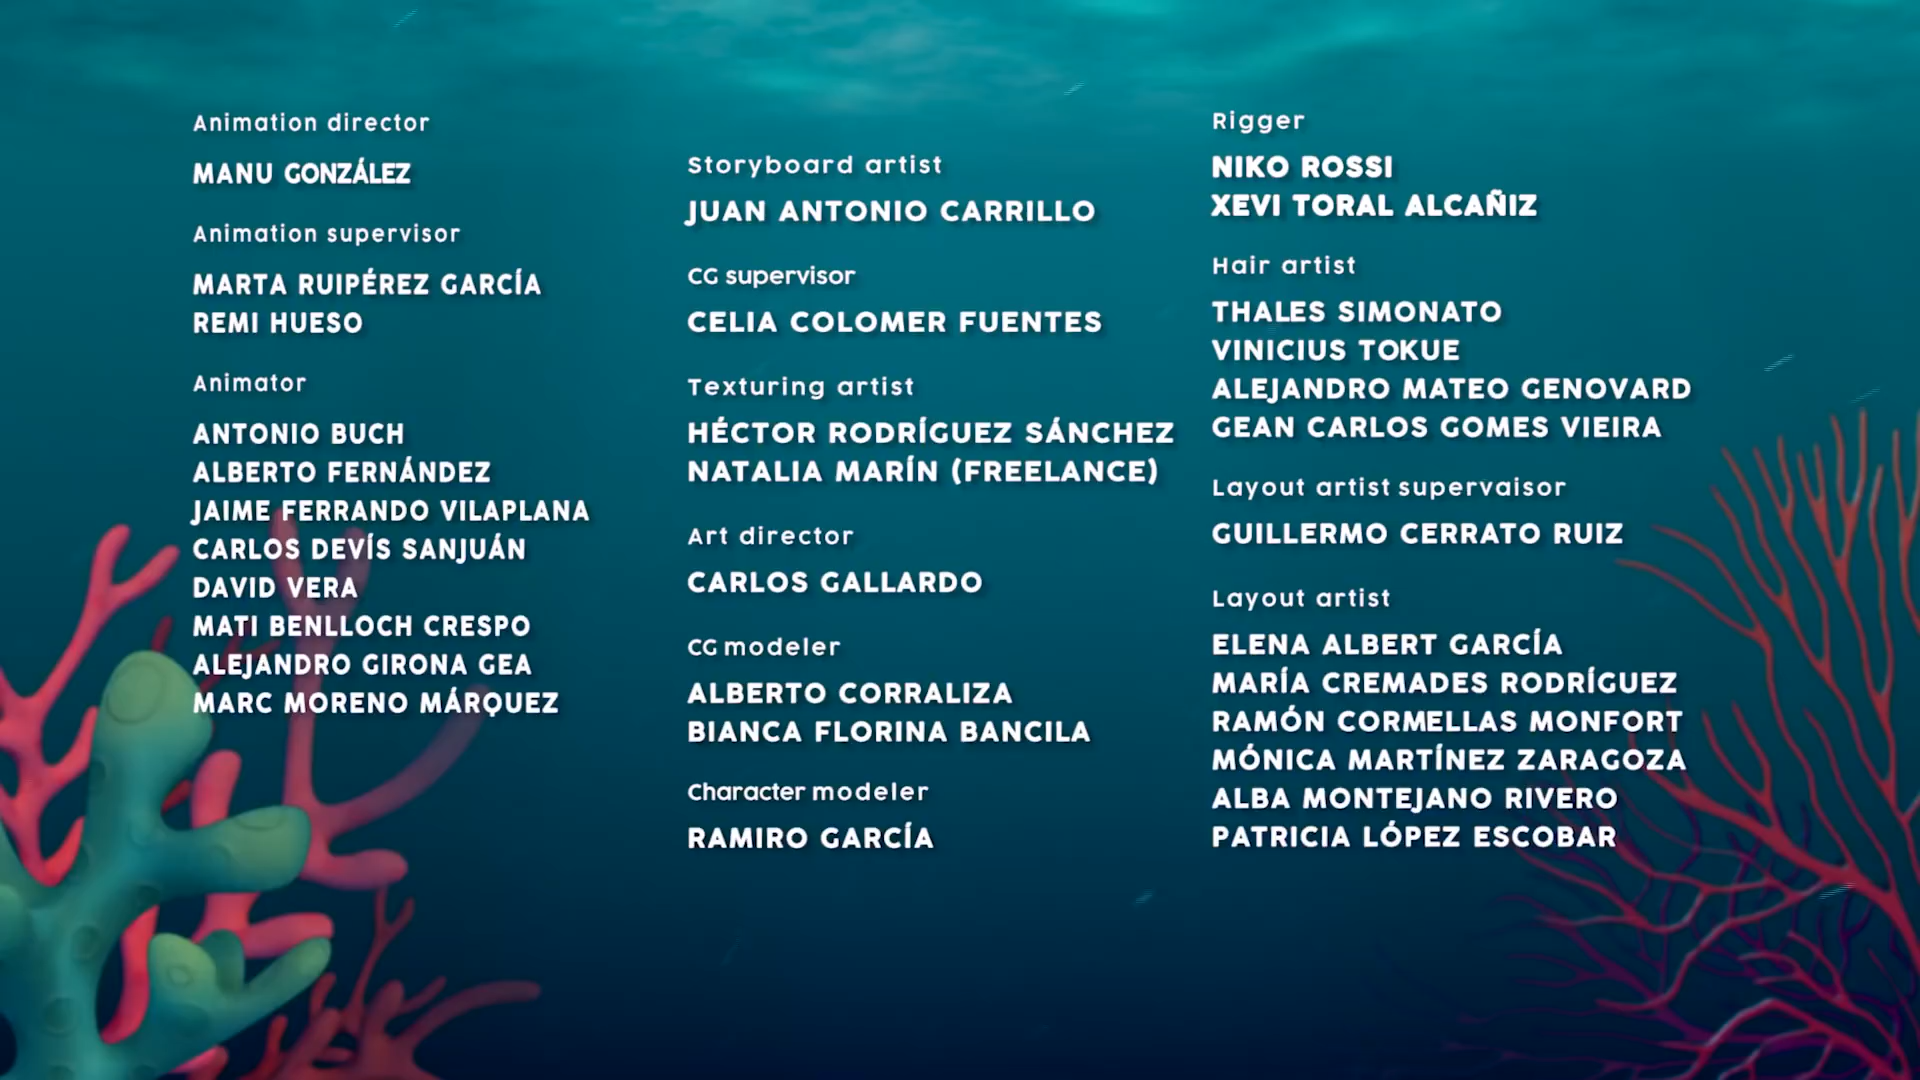 Animation director
MANU GONZÁLEZ
Animation supervisor
MARTA RUIPÉREZ GARCÍA
REMI HUESO
Animator
ANTONIO BUCH
ALBERTO FERNÁNDEZ
JAIME FERRANDO VILAPLANA
CARLOS DEVÍS SANJUÁN
DAVID VERA
MATI BENLLOCH CRESPO
ALEJANDRO GIRONA GEA
MARC MORENO MÁRQUEZ
Storyboard artist
JUAN ANTONIO CARRILLO
CG supervisor
CELIA COLOMER FUENTES
Texturing artist
HÉCTOR RODRÍGUEZ SÁNCHEZ
NATALIA MARÍN (FREELANCE)
Art director
CARLOS GALLARDO
CG modeler
ALBERTO CORRALIZA
BIANCA FLORINA BANCILA
Character modeler
RAMIRO GARCÍA
Rigger
NIKO ROSSI
XEVI TORAL ALCAÑIZ
Hair artist
THALES SIMONATO
VINICIUS TOKUE
ALEJANDRO MATEO GENOVARD
GEAN CARLOS GOMES VIEIRA
Layout artist supervaisor
GUILLERMO CERRATO RUIZ
Layout artist
ELENA ALBERT GARCÍA
MARÍA CREMADES RODRÍGUEZ
RAMÓN CORMELLAS MONFORT
MÓNICA MARTÍNEZ ZARAGOZA
ALBA MONTEJANO RIVERO
PATRICIA LÓPEZ ESCOBAR